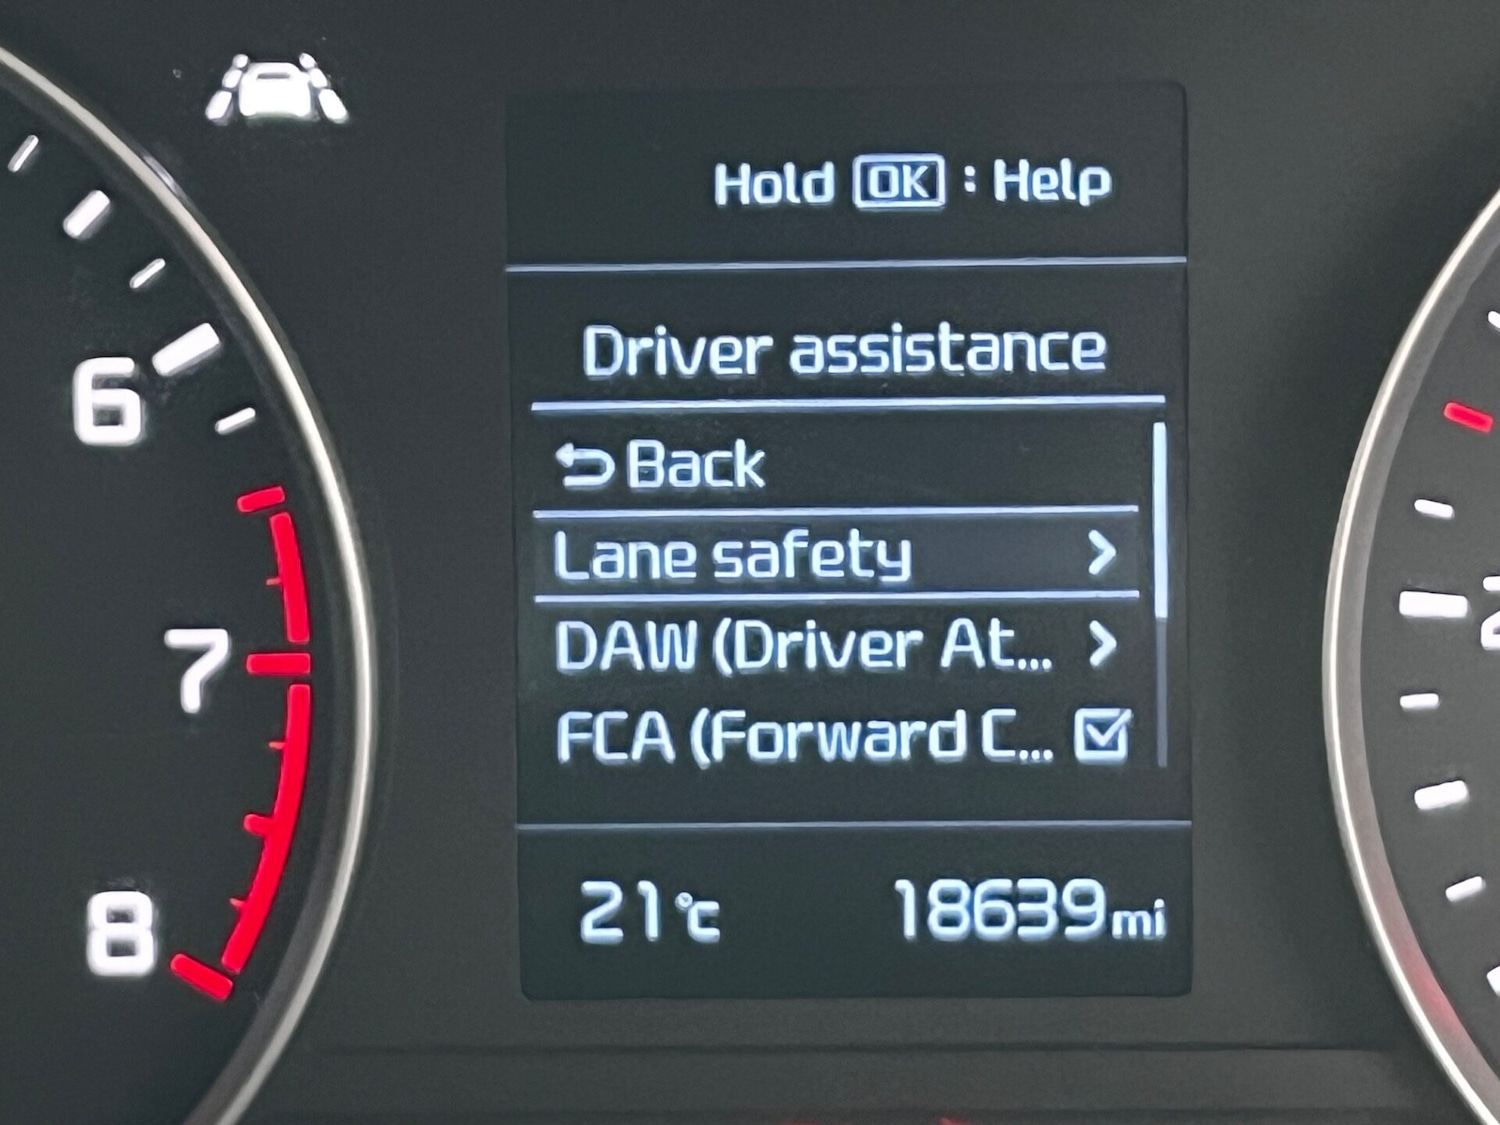 Hold OK : Help
Driver assistance
Back
Lane safety
DAW (Driver At...
FCA (Forward C...
21°C 18639mi
6
7
8